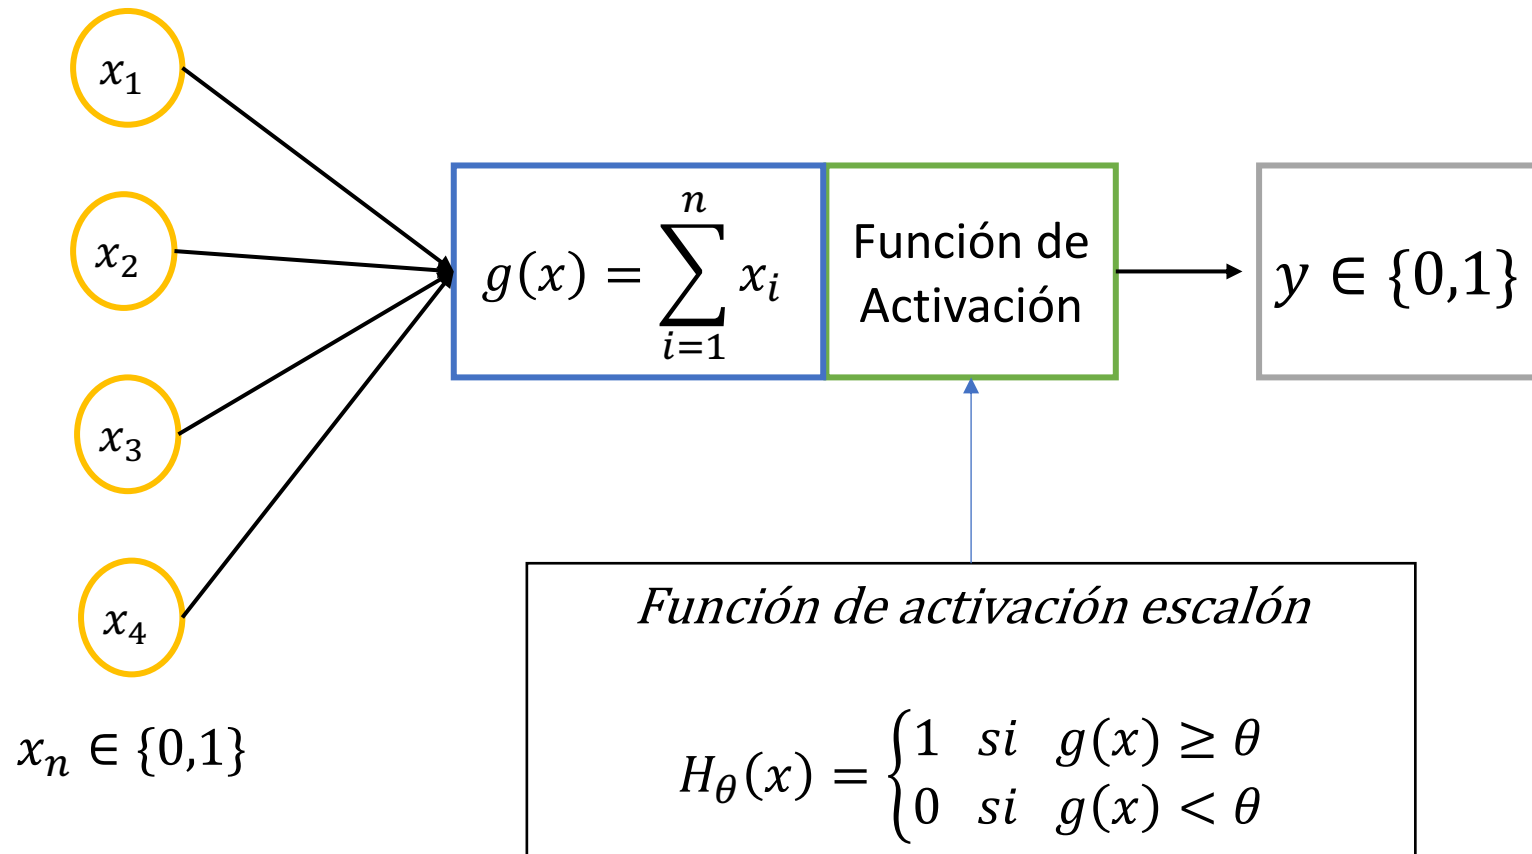 x₁
x₂
x₃
x₄
xₙ ∈ {0,1}
n
g(x) = ∑ xᵢ
i=1
Función de
Activación
y ∈ {0,1}
Función de activación escalón
H_θ(x) = {1 si g(x) ≥ θ
0 si g(x) < θ